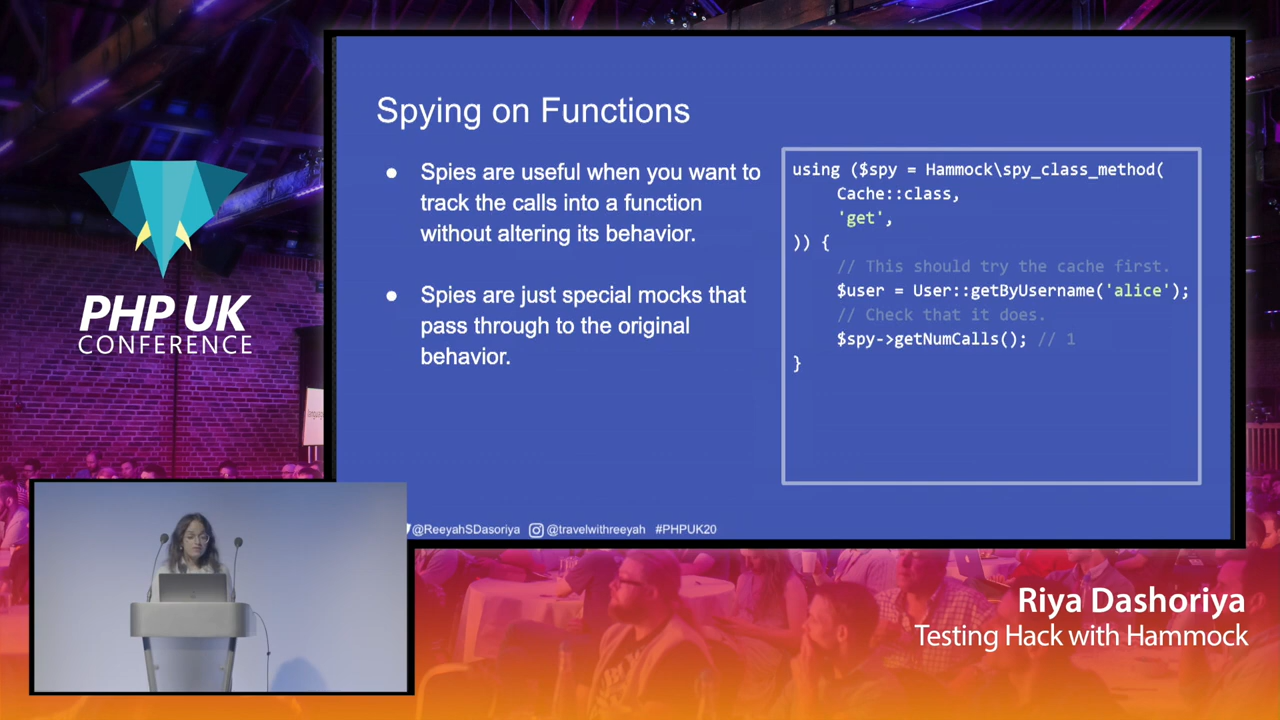 Spying on Functions
● Spies are useful when you want to
track the calls into a function
without altering its behavior.
● Spies are just special mocks that
pass through to the original
behavior.
using ($spy = Hammock\spy_class_method(
Cache::class,
'get',
)) {
// This should try the cache first.
$user = User::getByUsername('alice');
// Check that it does.
$spy->getNumCalls(); // 1
}
@ReeyahSDasoriya @travelwithreeyah #PHPUK20
PHP UK
CONFERENCE
Riya Dashoriya
Testing Hack with Hammock